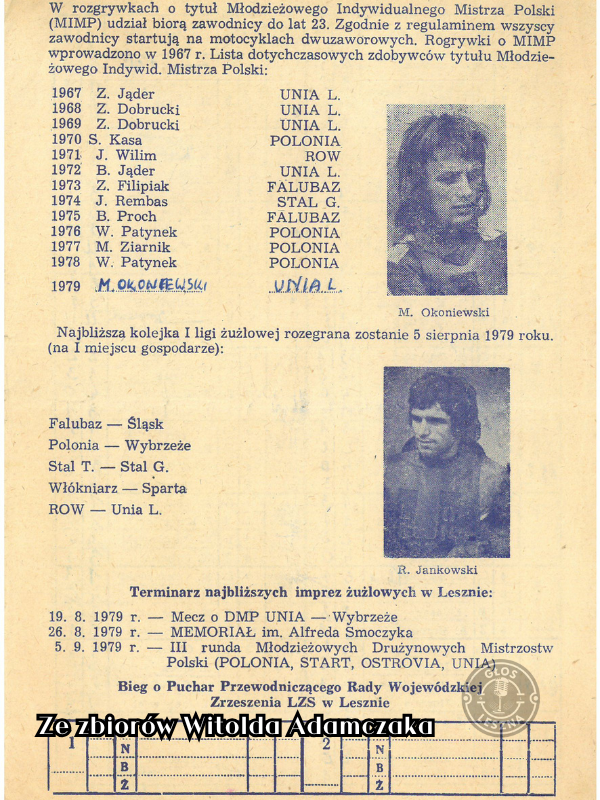 W rozgrywkach o tytuł Młodzieżowego Indywidualnego Mistrza Polski
(MIMP) udział biorą zawodnicy do lat 23. Zgodnie z regulaminem wszyscy
zawodnicy startują na motocyklach dwuzaworowych. Rogrywki o MIMP
wprowadzono w 1967 r. Lista dotychczasowych zdobywców tytułu Młodzie-
żowego Indywid. Mistrza Polski:
1967 Z. Jąder UNIA L.
1968 Z. Dobrucki UNIA L.
1969 Z. Dobrucki UNIA L.
1970 S. Kasa POLONIA
1971 J. Wilim ROW
1972 B. Jąder UNIA L.
1973 Z. Filipiak FALUBAZ
1974 J. Rembas STAL G.
1975 B. Proch FALUBAZ
1976 W. Patynek POLONIA
1977 M. Ziarnik POLONIA
1978 W. Patynek POLONIA
1979 M. OKONIEWSKI UNIA L.
M. Okoniewski
Najbliższa kolejka I ligi żużlowej rozegrana zostanie 5 sierpnia 1979 roku.
(na I miejscu gospodarze):
Falubaz — Śląsk
Polonia — Wybrzeże
Stal T. — Stal G.
Włókniarz — Sparta
ROW — Unia L.
R. Jankowski
Terminarz najbliższych imprez żużlowych w Lesznie:
19. 8. 1979 r. — Mecz o DMP UNIA — Wybrzeże
26. 8. 1979 r. — MEMORIAŁ im. Alfreda Smoczyka
5. 9. 1979 r. — III runda Młodzieżowych Drużynowych Mistrzostw
Polski (POLONIA, START, OSTROVIA, UNIA)
Bieg o Puchar Przewodniczącego Rady Wojewódzkiej
Zrzeszenia LZS w Lesznie
GŁOS
LESZNA
Ze zbiorów Witolda Adamczaka
1 N 2 N
B B
Ż Ż